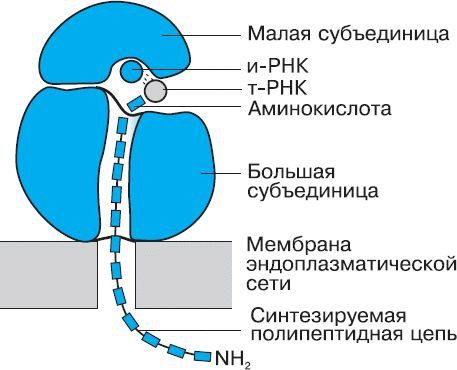 Малая субъединица
и-РНК
т-РНК
Аминокислота
Большая
субъединица
Мембрана
эндоплазматической
сети
Синтезируемая
полипептидная цепь
NH₂